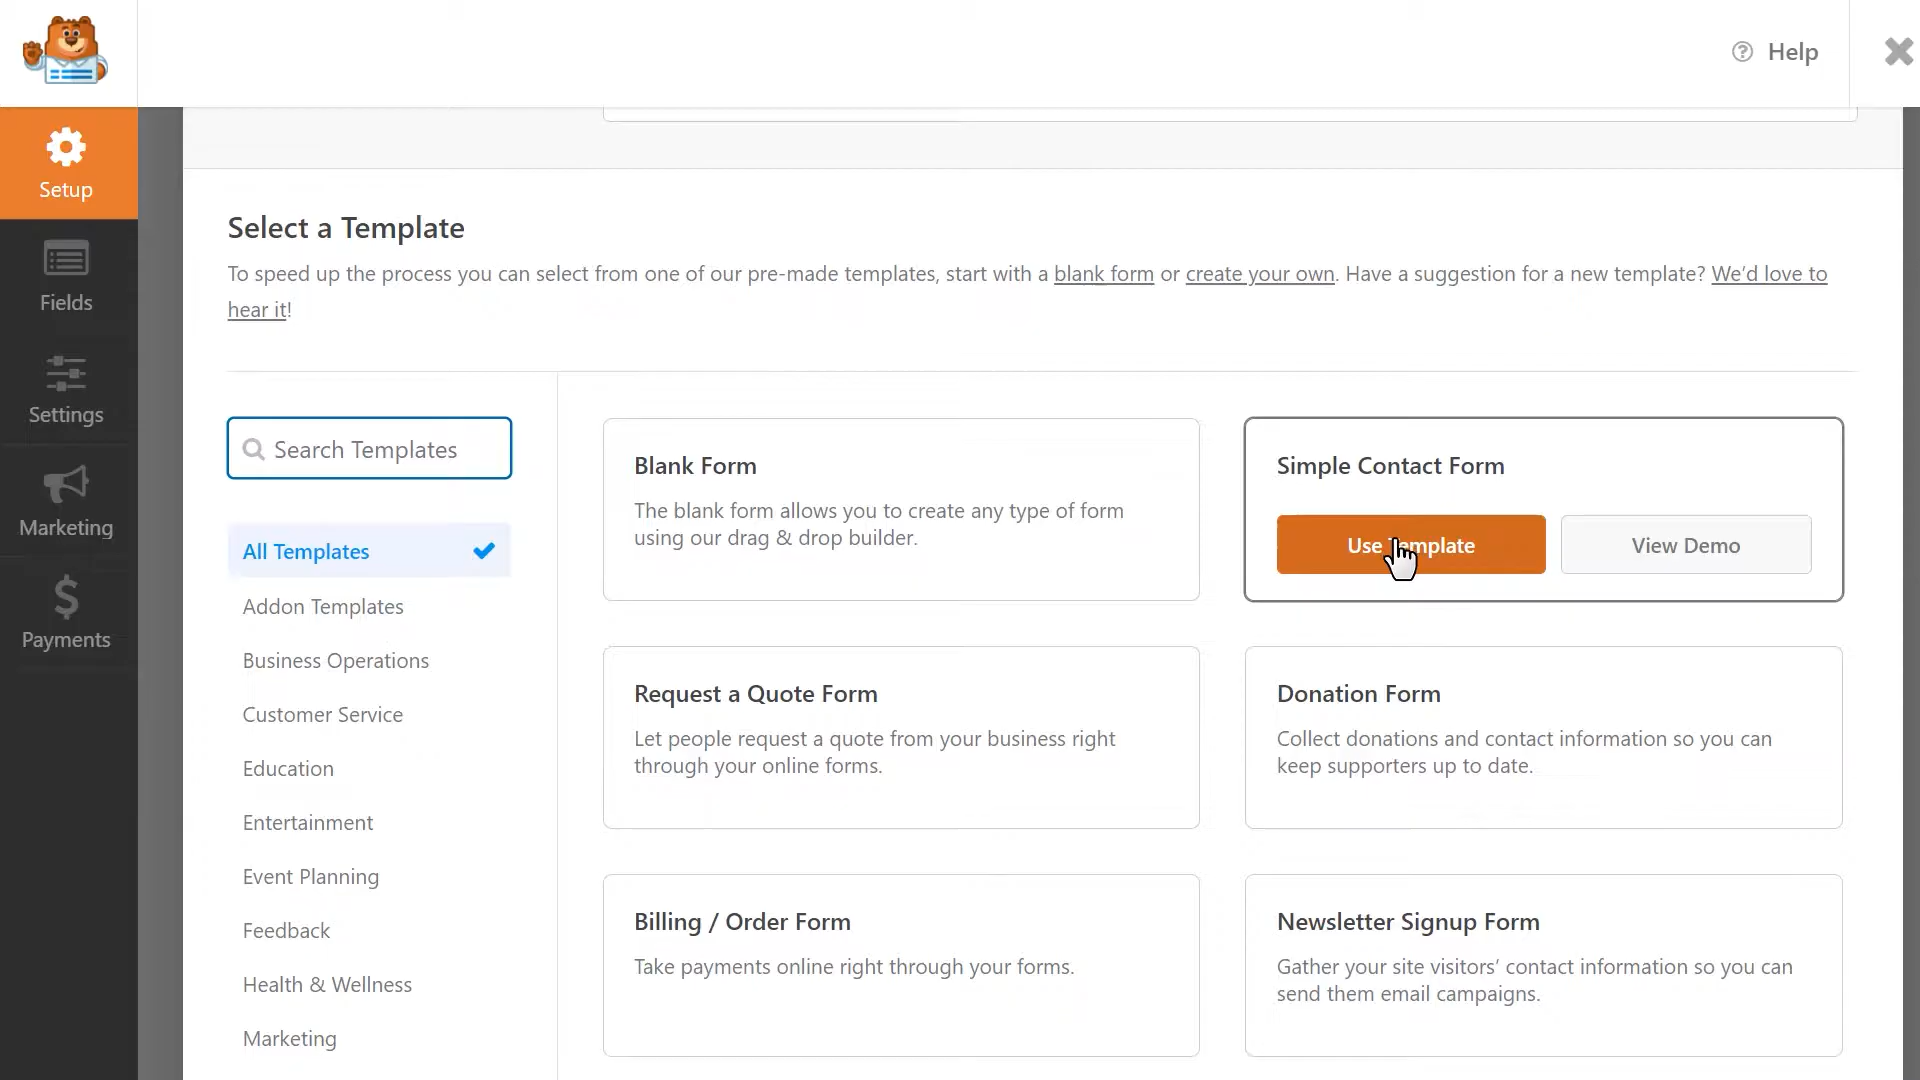 Help
Setup
Fields
Settings
Marketing
Payments
Select a Template
To speed up the process you can select from one of our pre-made templates, start with a blank form or create your own. Have a suggestion for a new template? We’d love to
hear it!
Search Templates
All Templates
Addon Templates
Business Operations
Customer Service
Education
Entertainment
Event Planning
Feedback
Health & Wellness
Marketing
Blank Form
The blank form allows you to create any type of form
using our drag & drop builder.
Simple Contact Form
Use Template
View Demo
Request a Quote Form
Let people request a quote from your business right
through your online forms.
Donation Form
Collect donations and contact information so you can
keep supporters up to date.
Billing / Order Form
Take payments online right through your forms.
Newsletter Signup Form
Gather your site visitors’ contact information so you can
send them email campaigns.